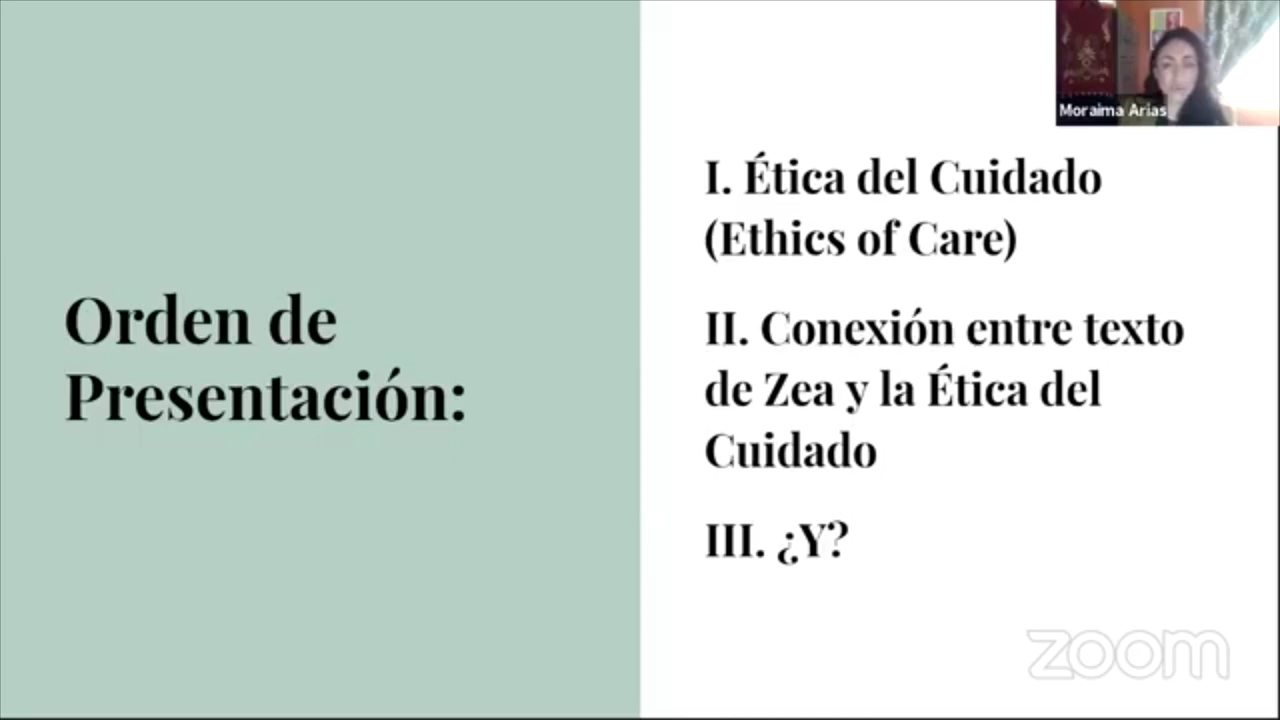 Orden de
Presentación:
Moraima Arias
I. Ética del Cuidado
(Ethics of Care)
II. Conexión entre texto
de Zea y la Ética del
Cuidado
III. ¿Y?
zoom